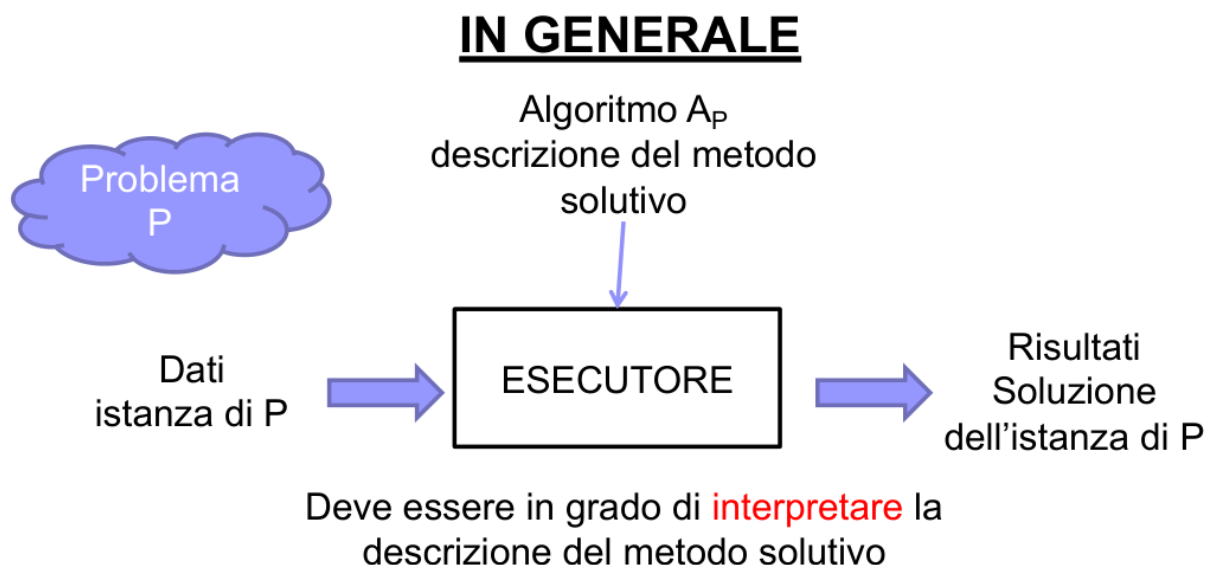 IN GENERALE
Algoritmo AP
descrizione del metodo
solutivo
Problema
P
Dati
istanza di P
ESECUTORE
Risultati
Soluzione
dell'istanza di P
Deve essere in grado di interpretare la
descrizione del metodo solutivo